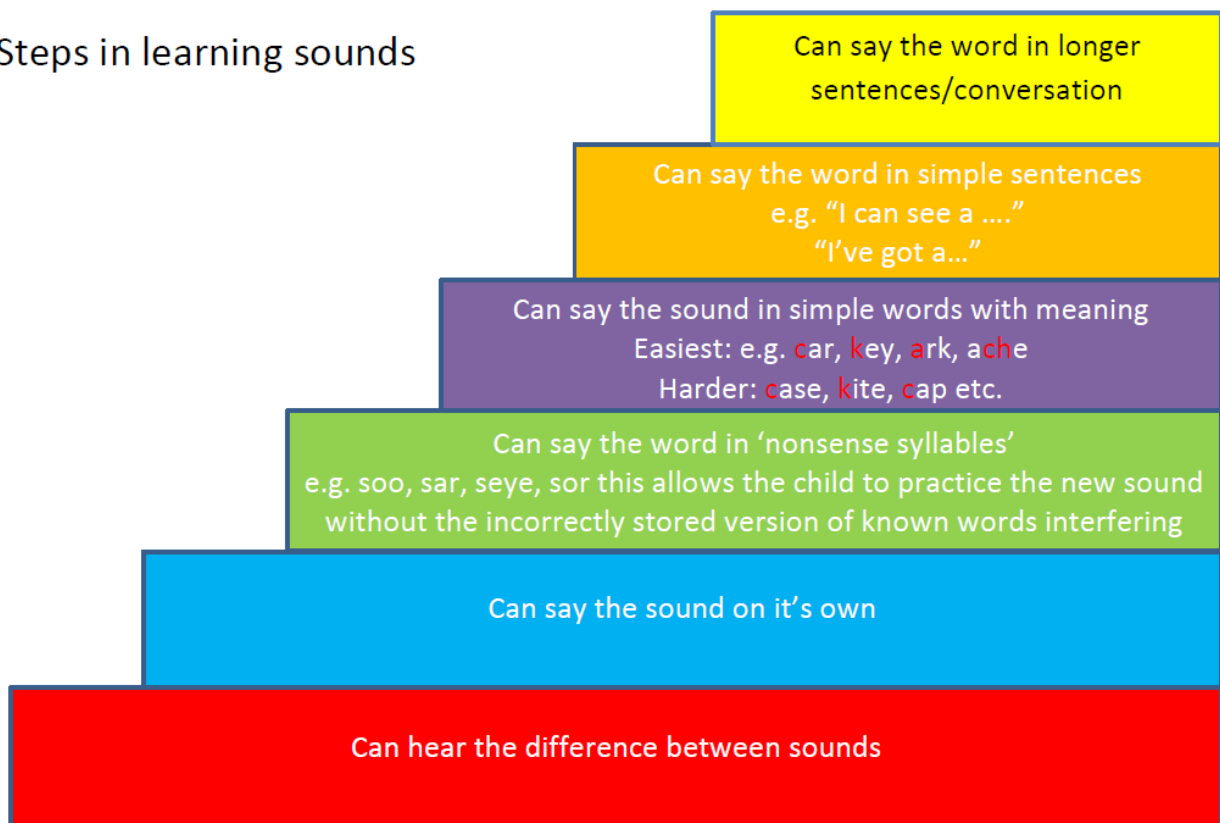 Steps in learning sounds
Can say the word in longer
sentences/conversation
Can say the word in simple sentences
e.g. “I can see a ….”
“I’ve got a…”
Can say the sound in simple words with meaning
Easiest: e.g. car, key, ark, ache
Harder: case, kite, cap etc.
Can say the word in ‘nonsense syllables’
e.g. soo, sar, seye, sor this allows the child to practice the new sound
without the incorrectly stored version of known words interfering
Can say the sound on it’s own
Can hear the difference between sounds